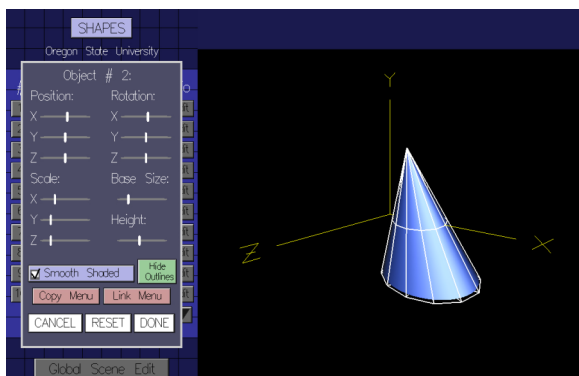 SHAPES
Oregon State University
Object # 2:
Position: Rotation:
X X
Y Y
Z Z
Scale: Base Size:
X
Y Height:
Z
Smooth Shaded
Hide
Outlines
Copy Menu Link Menu
CANCEL RESET DONE
Global Scene Edit
Y
Z
X